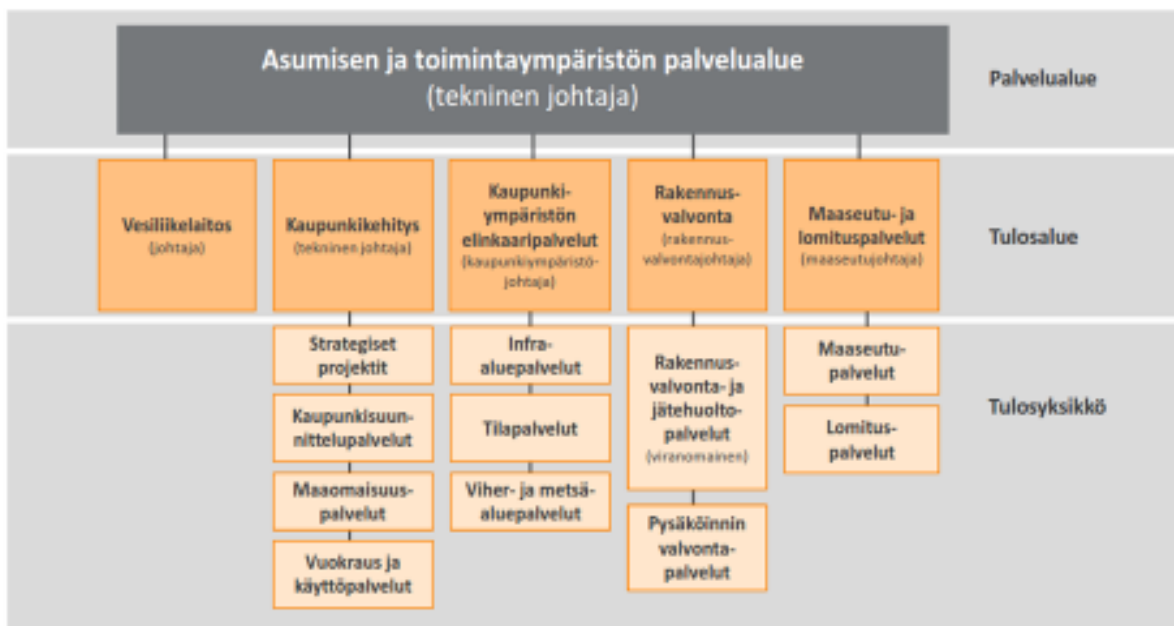 Asumisen ja toimintaympäristön palvelualue
(tekninen johtaja)
Palvelualue
Vesiliikelaitos
(johtaja)
Kaupunkikehitys
(tekninen johtaja)
Kaupunki-
ympäristön
elinkaaripalvelut
(kaupunkiympäristö-
johtaja)
Rakennus-
valvonta
(rakennus-
valvontajohtaja)
Maaseutu- ja
lomituspalvelut
(maaseutujohtaja)
Tulosalue
Strategiset
projektit
Kaupunkisuun-
nittelupalvelut
Maaomaisuus-
palvelut
Vuokraus ja
käyttöpalvelut
Infra-
aluepalvelut
Tilapalvelut
Viher- ja metsä-
aluepalvelut
Rakennus-
valvonta- ja
jätehuolto-
palvelut
(viranomainen)
Pysäköinnin
valvonta-
palvelut
Maaseutu-
palvelut
Lomitus-
palvelut
Tulosyksikkö